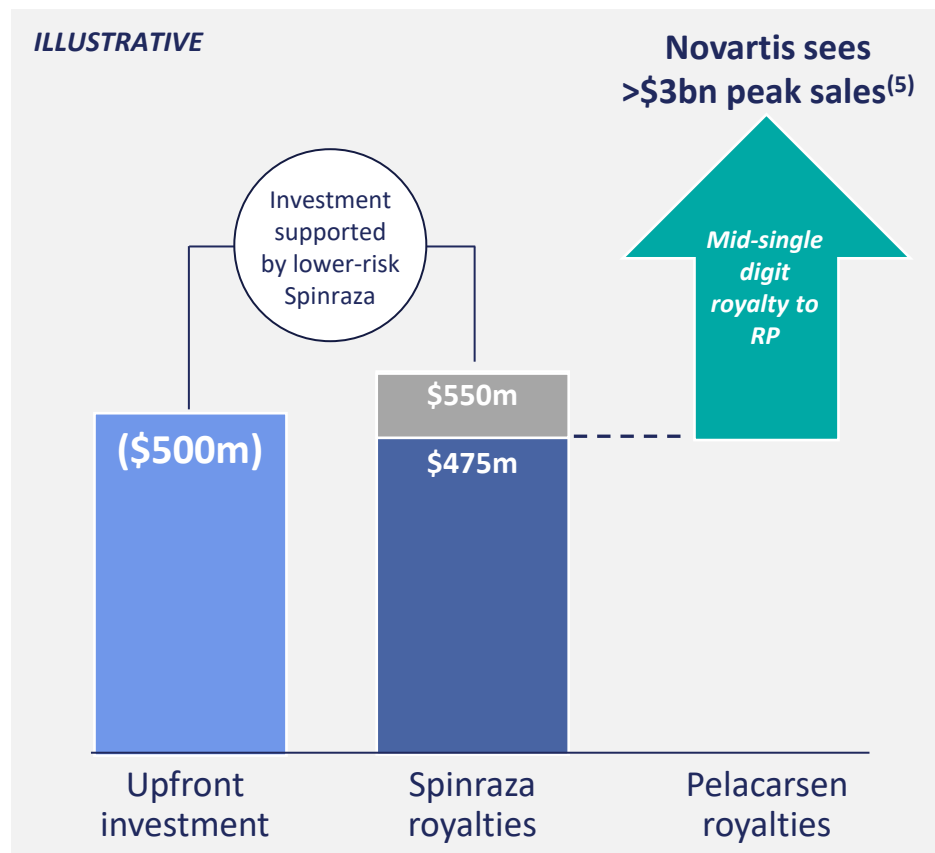 ILLUSTRATIVE
Novartis sees
>$3bn peak sales(5)
Investment
supported
by lower-risk
Spinraza
Mid-single
digit
royalty to
RP
($500m)
$550m
$475m
Upfront
investment
Spinraza
royalties
Pelacarsen
royalties